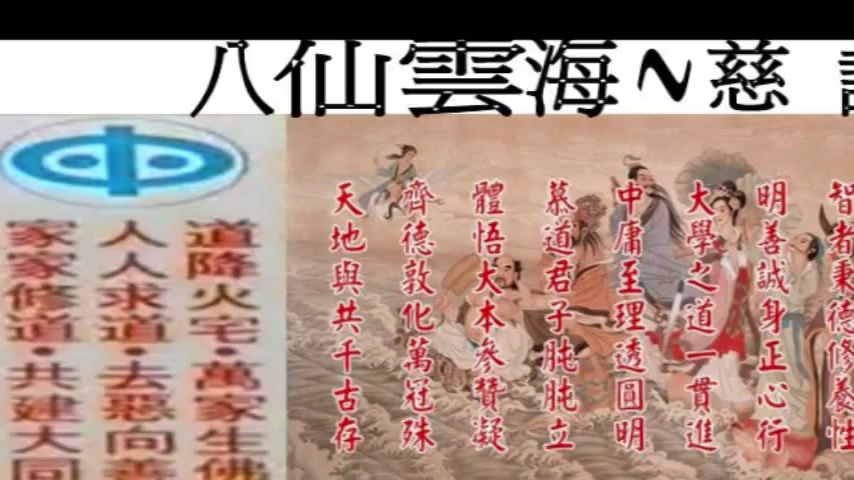 八仙雲海~慈
道降火宅•萬家生佛
人人求道•去惡向善
家家修道•共建大同
智者秉德修養性
明善誠身正心行
大學之道一貫進
中庸至理透圓明
慕道君子肫肫立
體悟大本參贊凝
齊德敦化萬冠殊
天地與共千古存